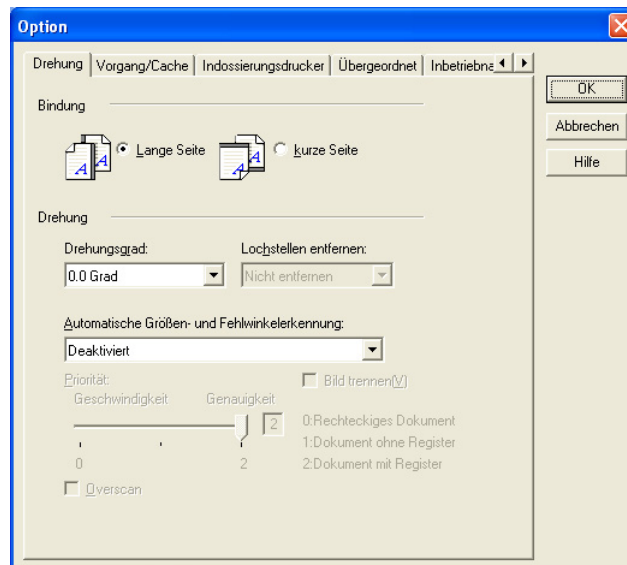 Option
Drehung Vorgang/Cache Indossierungsdrucker Übergeordnet Inbetriebna
OK
Bindung
Abbrechen
A A Lange Seite A A kurze Seite
Hilfe
Drehung
Drehungsgrad: Lochstellen entfernen:
0.0 Grad Nicht entfernen
Automatische Größen- und Fehlwinkelerkennung:
Deaktiviert
Priorität: Bild trennen(V)
Geschwindigkeit Genauigkeit
2 0:Rechteckiges Dokument
1:Dokument ohne Register
0 2 2:Dokument mit Register
Overscan